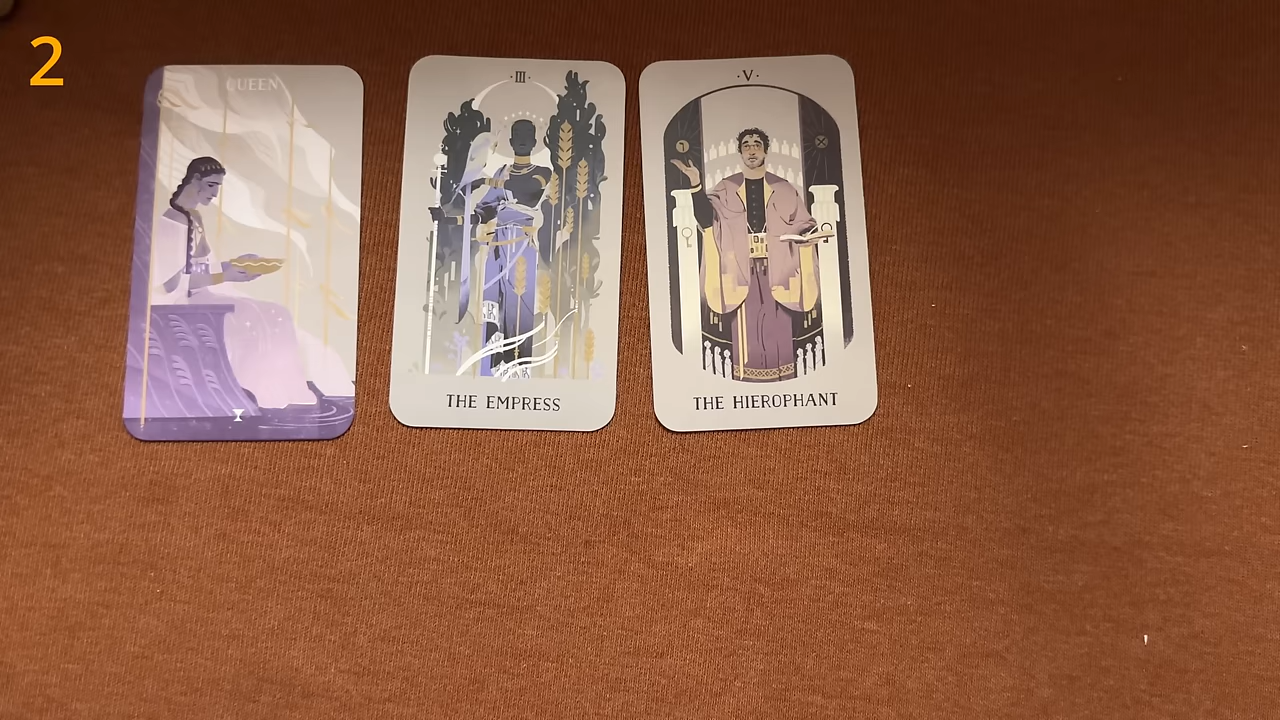 2
QUEEN
·III·
THE EMPRESS
·V·
THE HIEROPHANT